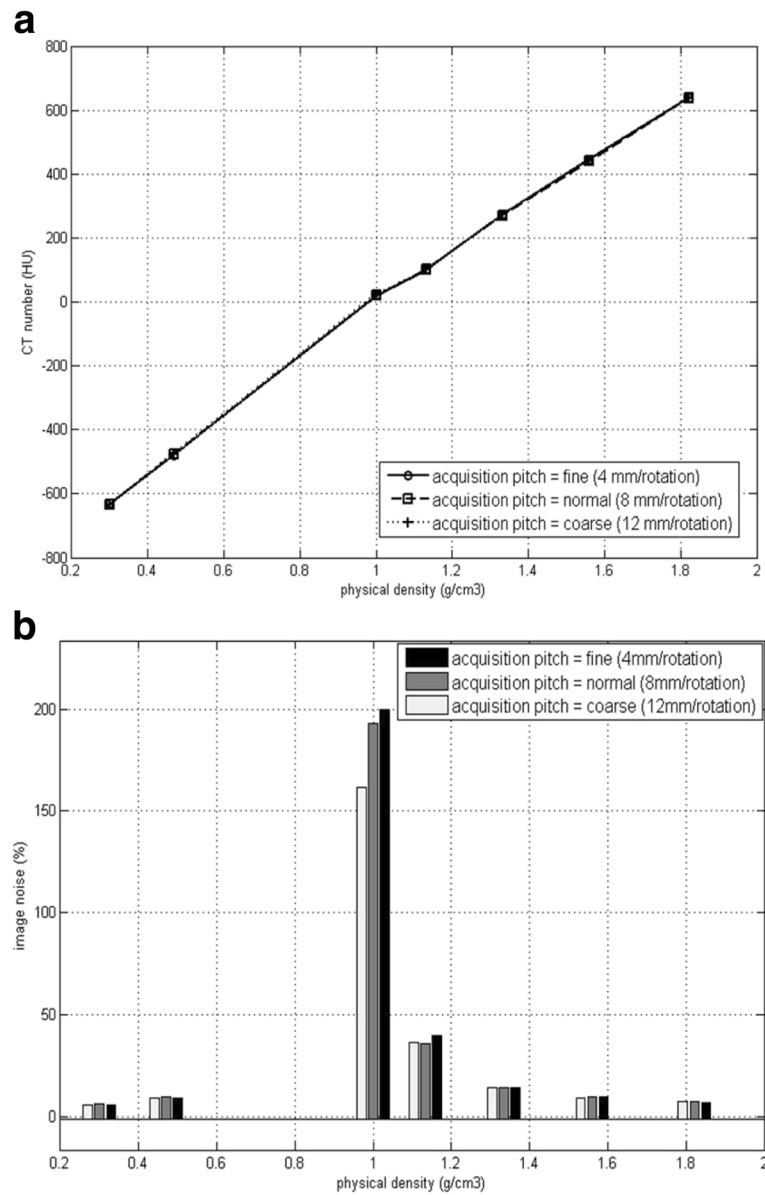 a
800
600
400
200
0
-200
-400
-600
-800
CT number (HU)
acquisition pitch = fine (4 mm/rotation)
acquisition pitch = normal (8 mm/rotation)
acquisition pitch = coarse (12 mm/rotation)
0.2 0.4 0.6 0.8 1 1.2 1.4 1.6 1.8 2
physical density (g/cm3)
b
acquisition pitch = fine (4mm/rotation)
acquisition pitch = normal (8mm/rotation)
acquisition pitch = coarse (12mm/rotation)
200
150
100
50
0
image noise (%)
0.2 0.4 0.6 0.8 1 1.2 1.4 1.6 1.8 2
physical density (g/cm3)